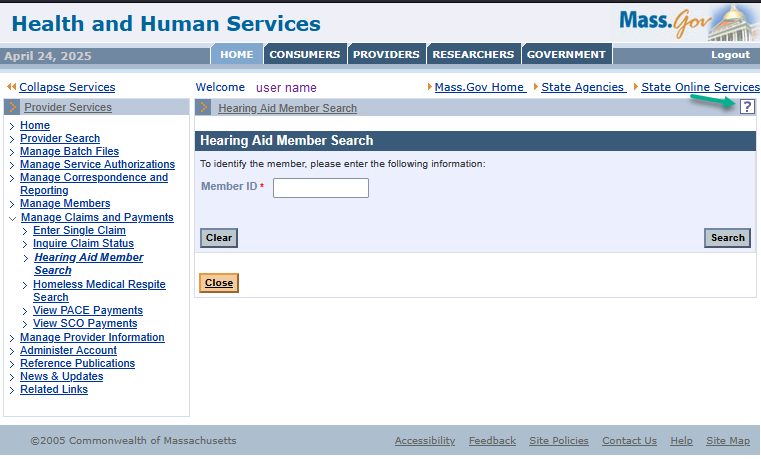 Health and Human Services
Mass.Gov
April 24, 2025
HOME CONSUMERS PROVIDERS RESEARCHERS GOVERNMENT
Logout
Collapse Services
Welcome user name
Mass.Gov Home State Agencies State Online Services
Provider Services
Home
Provider Search
Manage Batch Files
Manage Service Authorizations
Manage Correspondence and
Reporting
Manage Members
Manage Claims and Payments
Enter Single Claim
Inquire Claim Status
Hearing Aid Member
Search
Homeless Medical Respite
Search
View PACE Payments
View SCO Payments
Manage Provider Information
Administer Account
Reference Publications
News & Updates
Related Links
Hearing Aid Member Search
?
Hearing Aid Member Search
To identify the member, please enter the following information:
Member ID *
Clear
Search
Close
©2005 Commonwealth of Massachusetts
Accessibility Feedback Site Policies Contact Us Help Site Map